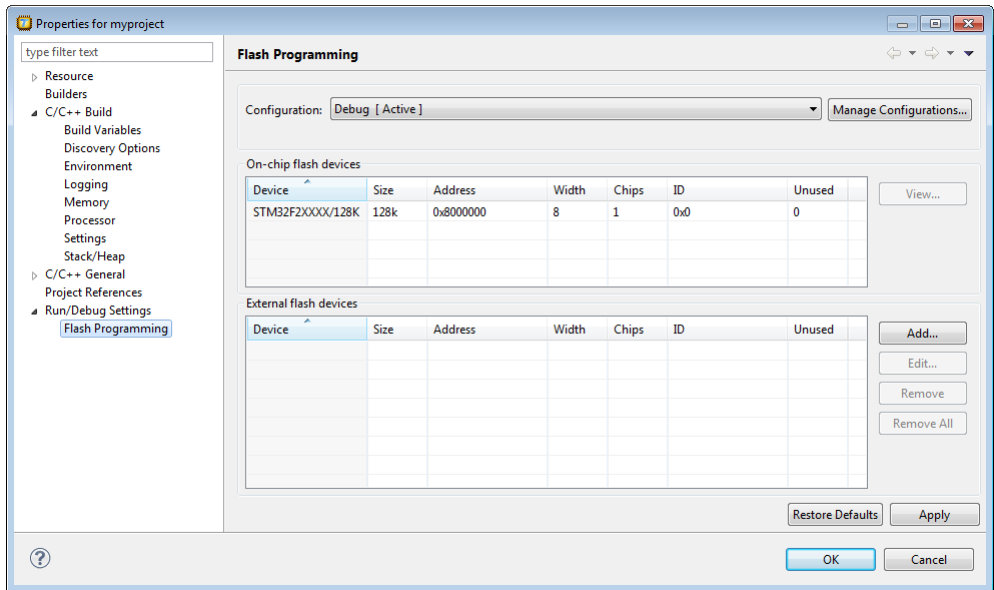 Properties for myproject
type filter text
Resource
Builders
C/C++ Build
Build Variables
Discovery Options
Environment
Logging
Memory
Processor
Settings
Stack/Heap
C/C++ General
Project References
Run/Debug Settings
Flash Programming
Flash Programming
Configuration: Debug [ Active ] Manage Configurations...
On-chip flash devices
Device Size Address Width Chips ID Unused
STM32F2XXXX/128K 128k 0x8000000 8 1 0x0 0
View...
External flash devices
Device Size Address Width Chips ID Unused
Add...
Edit...
Remove
Remove All
Restore Defaults Apply
? OK Cancel